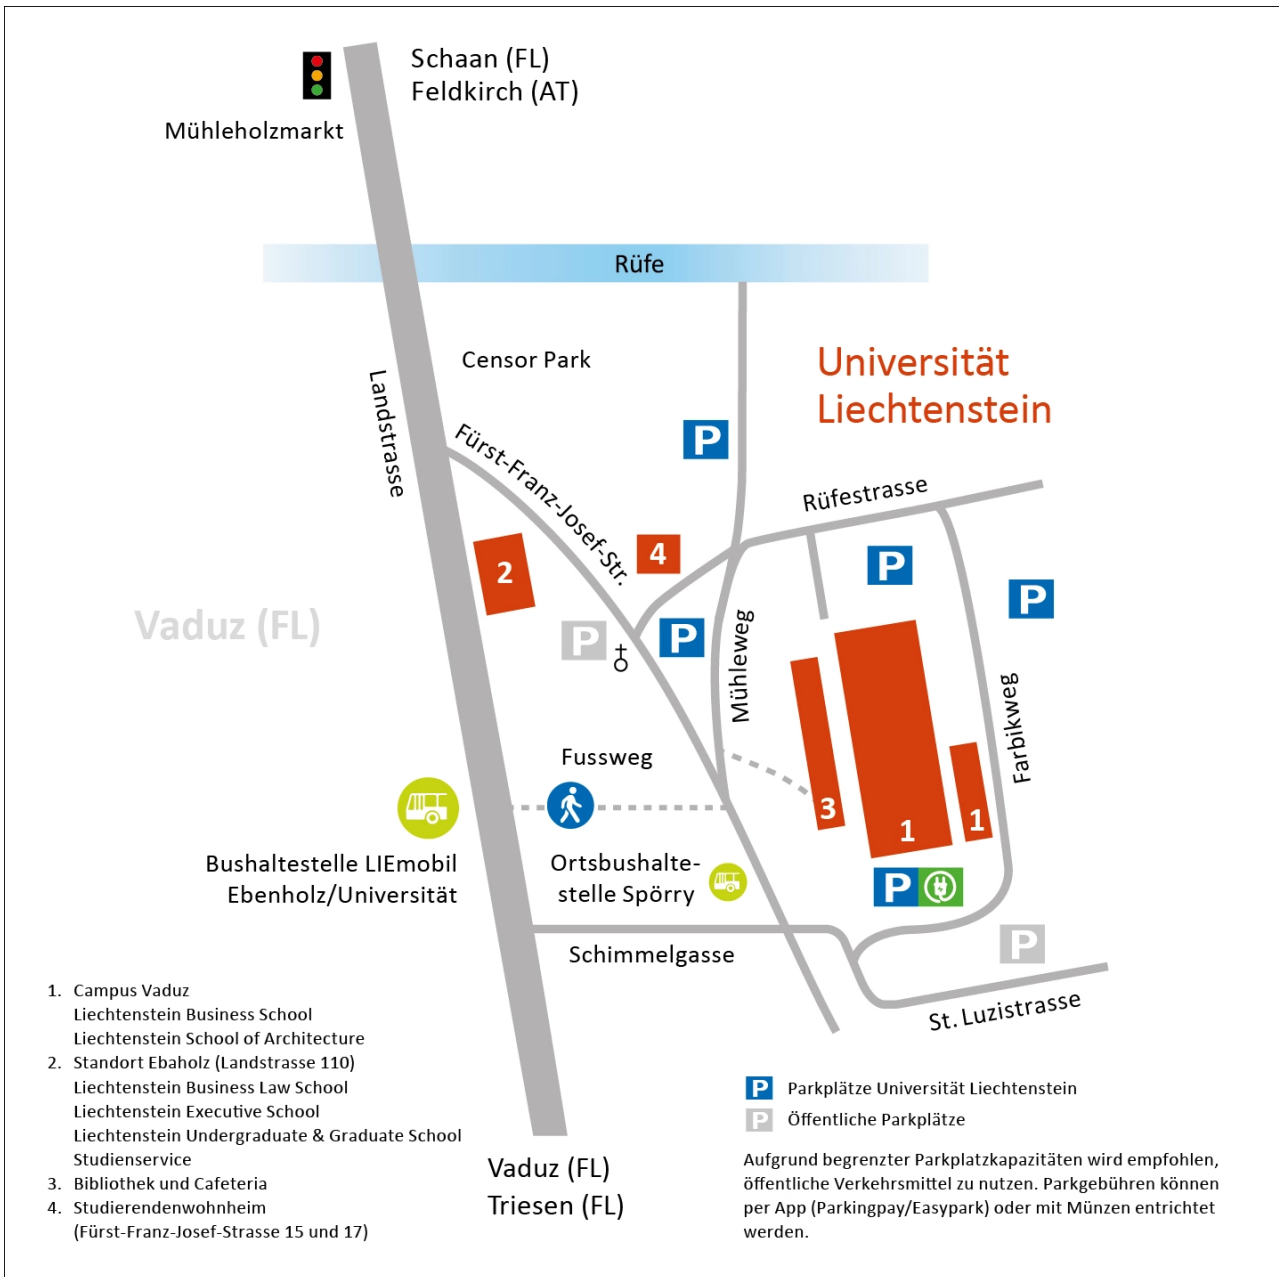 Schaan (FL)
Feldkirch (AT)
Mühleholzmarkt
Rüfe
Censor Park
Universität
Liechtenstein
Landstrasse
Fürst-Franz-Josef-Str.
P
Rüfestrasse
2
4
P
P
Vaduz (FL)
P
P
Mühleweg
Farbikweg
Fussweg
3
1
1
Bushaltestelle LIEmobil
Ebenholz/Universität
Ortsbushalte-
stelle Spörry
P
P
Schimmelgasse
St. Luzistrasse
1. Campus Vaduz
Liechtenstein Business School
Liechtenstein School of Architecture
2. Standort Ebaholz (Landstrasse 110)
Liechtenstein Business Law School
Liechtenstein Executive School
Liechtenstein Undergraduate & Graduate School
Studienservice
3. Bibliothek und Cafeteria
4. Studierendenwohnheim
(Fürst-Franz-Josef-Strasse 15 und 17)
Vaduz (FL)
Triesen (FL)
P Parkplätze Universität Liechtenstein
P Öffentliche Parkplätze
Aufgrund begrenzter Parkplatzkapazitäten wird empfohlen,
öffentliche Verkehrsmittel zu nutzen. Parkgebühren können
per App (Parkingpay/Easypark) oder mit Münzen entrichtet
werden.